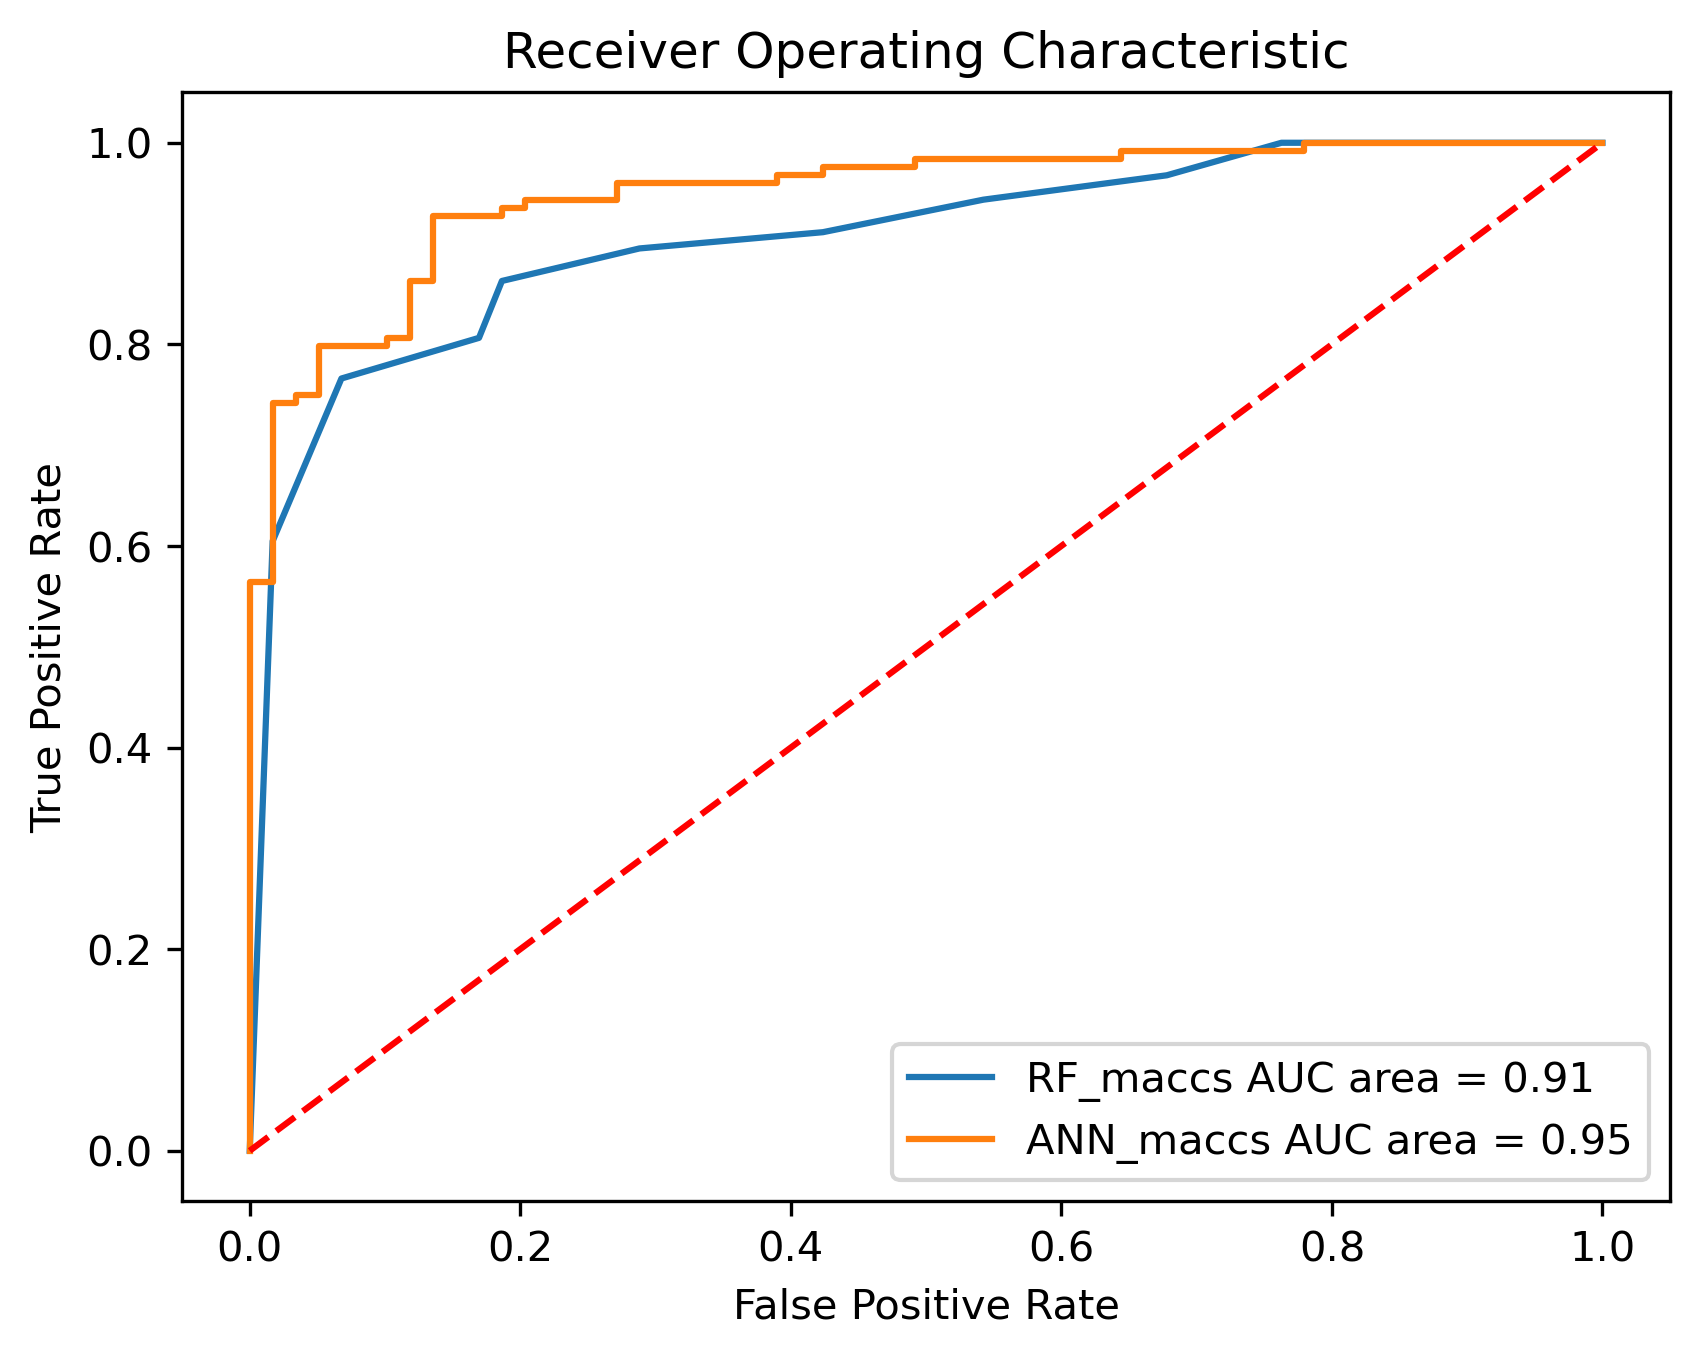 Receiver Operating Characteristic
1.0
0.8
0.6
0.4
0.2
0.0
True Positive Rate
RF_maccs AUC area = 0.91
ANN_maccs AUC area = 0.95
0.0 0.2 0.4 0.6 0.8 1.0
False Positive Rate